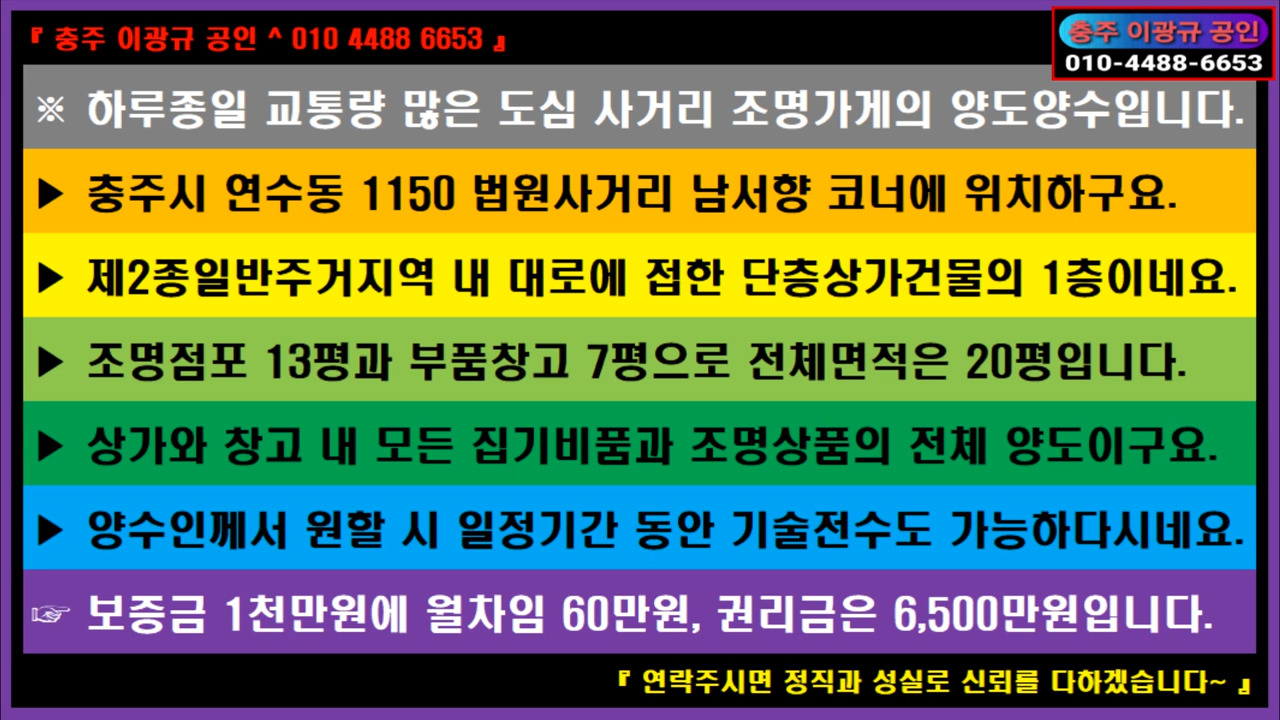 『 충주 이광규 공인 ^ 010 4488 6653 』
충주 이광규 공인
010-4488-6653
※ 하루종일 교통량 많은 도심 사거리 조명가게의 양도양수입니다.
▶ 충주시 연수동 1150 법원사거리 남서향 코너에 위치하구요.
▶ 제2종일반주거지역 내 대로에 접한 단층상가건물의 1층이네요.
▶ 조명점포 13평과 부품창고 7평으로 전체면적은 20평입니다.
▶ 상가와 창고 내 모든 집기비품과 조명상품의 전체 양도이구요.
▶ 양수인께서 원할 시 일정기간 동안 기술전수도 가능하다시네요.
☞ 보증금 1천만원에 월차임 60만원, 권리금은 6,500만원입니다.
『 연락주시면 정직과 성실로 신뢰를 다하겠습니다~ 』